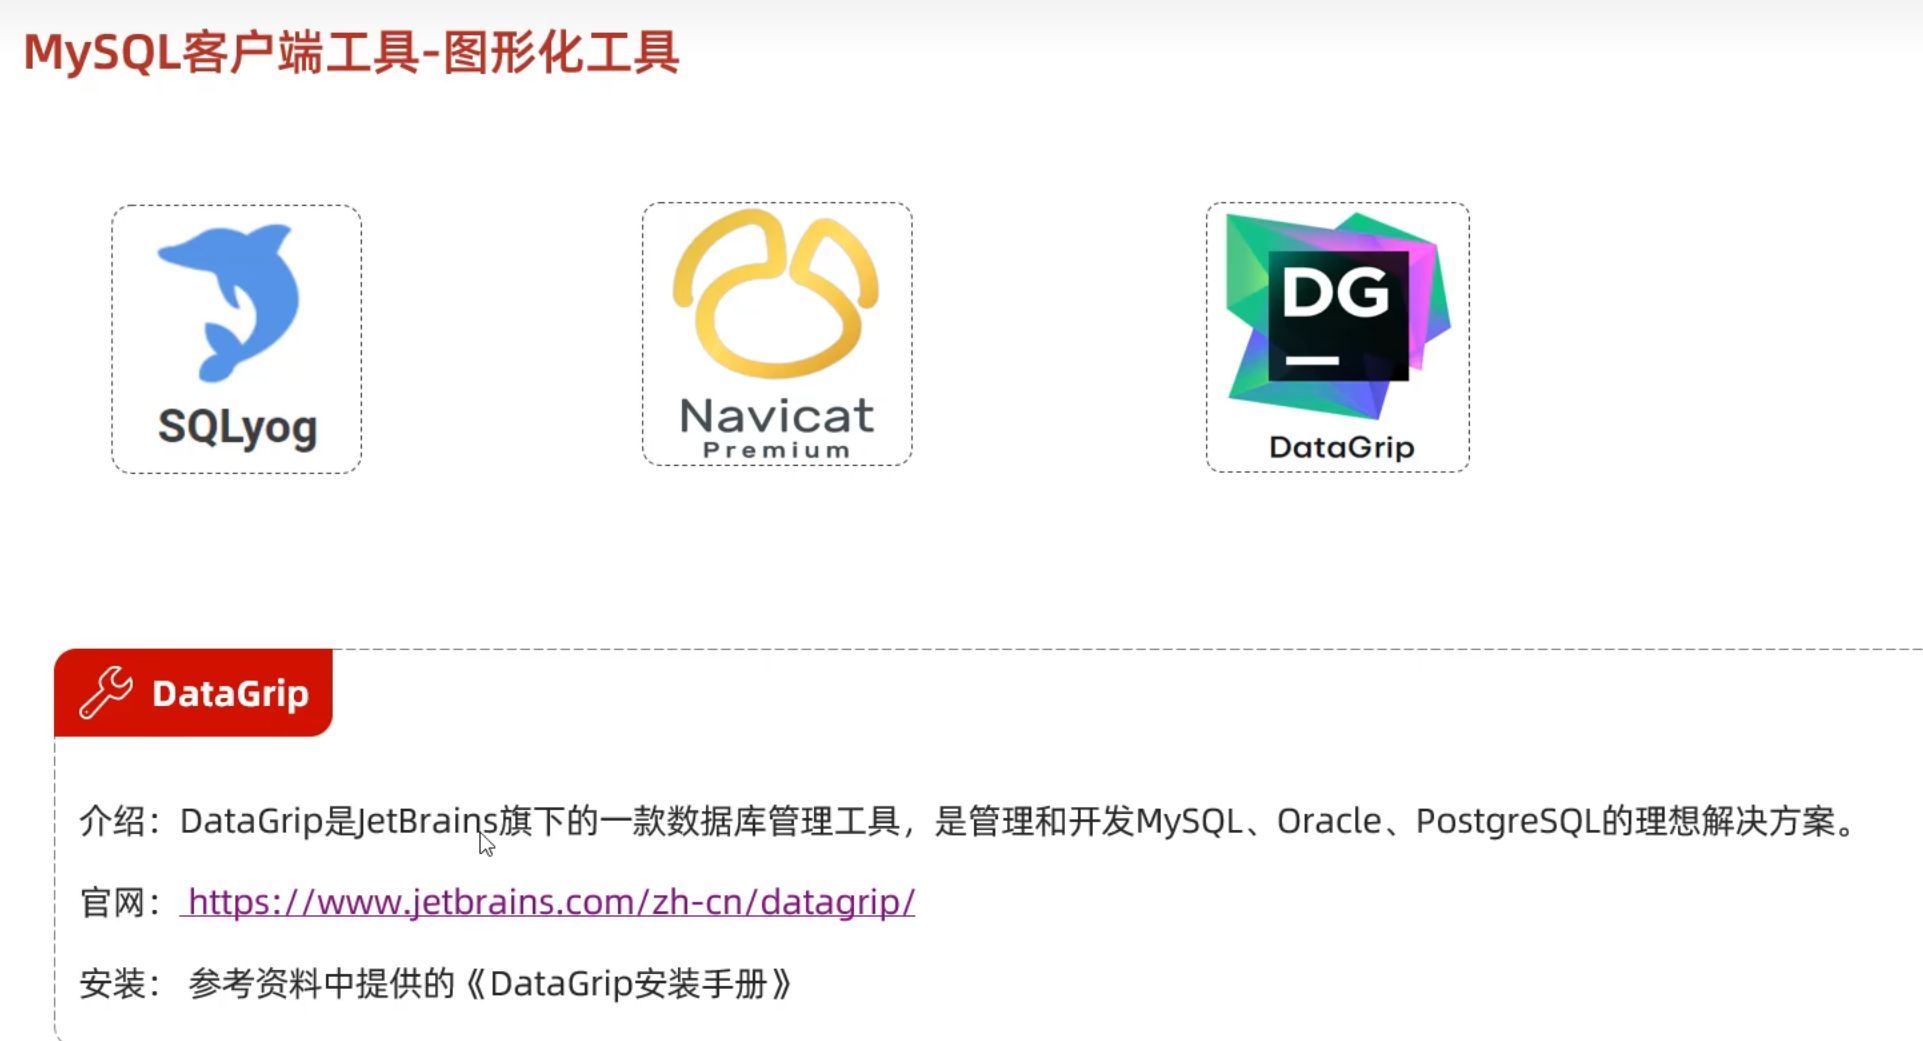 MySQL客户端工具-图形化工具
SQLyog
Navicat
Premium
DG
DataGrip
DataGrip
介绍：DataGrip是JetBrains旗下的一款数据库管理工具，是管理和开发MySQL、Oracle、PostgreSQL的理想解决方案。
官网： https://www.jetbrains.com/zh-cn/datagrip/
安装： 参考资料中提供的《DataGrip安装手册》